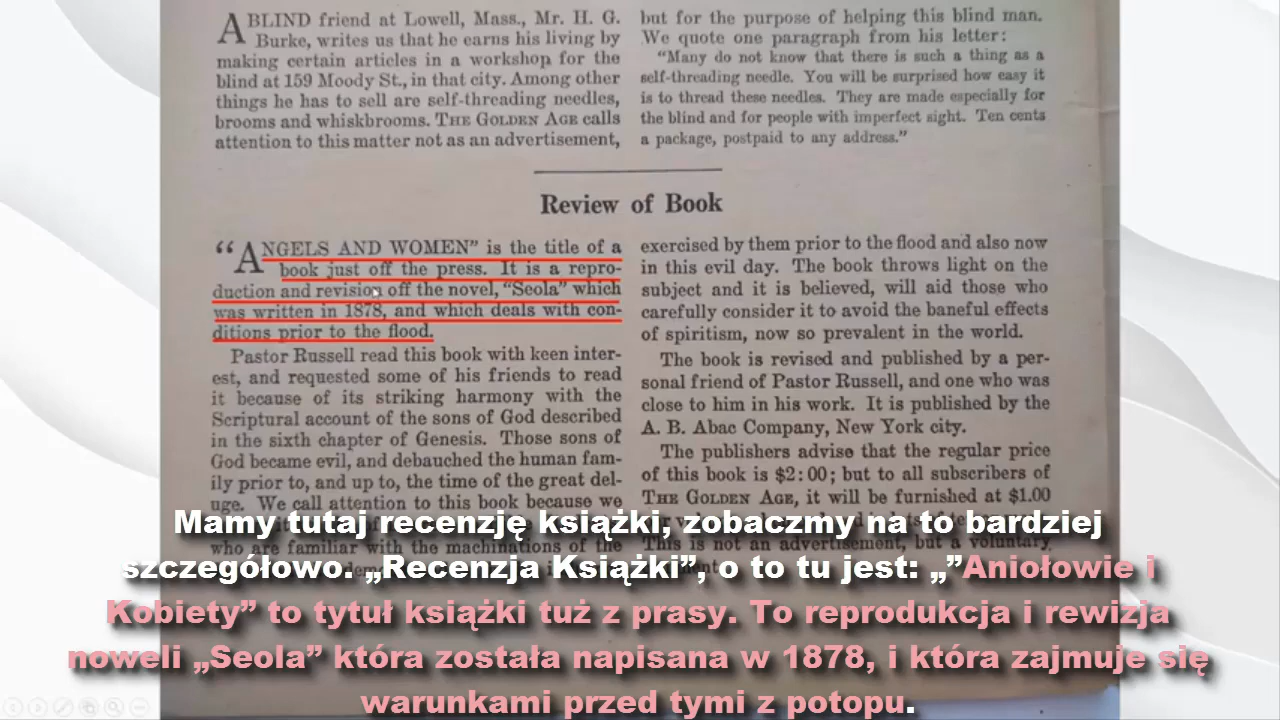 A BLIND friend at Lowell, Mass., Mr. H. G.
Burke, writes us that he earns his living by
making certain articles in a workshop for the
blind at 159 Moody St., in that city. Among other
things he has to sell are self-threading needles,
brooms and whiskbrooms. THE GOLDEN AGE calls
attention to this matter not as an advertisement,
but for the purpose of helping this blind man.
We quote one paragraph from his letter:
“Many do not know that there is such a thing as a
self-threading needle. You will be surprised how easy it
is to thread these needles. They are made especially for
the blind and for people with imperfect sight. Ten cents
a package, postpaid to any address.”
Review of Book
“ANGELS AND WOMEN” is the title of a
book just off the press. It is a repro-
duction and revision off the novel, “Seola” which
was written in 1878, and which deals with con-
ditions prior to the flood.
Pastor Russell read this book with keen inter-
est, and requested some of his friends to read
it because of its striking harmony with the
Scriptural account of the sons of God described
in the sixth chapter of Genesis. Those sons of
God became evil, and debauched the human fam-
ily prior to, and up to, the time of the great del-
uge. We call attention to this book because we
who are familiar with the machinations of the
exercised by them prior to the flood and also now
in this evil day. The book throws light on the
subject and it is believed, will aid those who
carefully consider it to avoid the baneful effects
of spiritism, now so prevalent in the world.
The book is revised and published by a per-
sonal friend of Pastor Russell, and one who was
close to him in his work. It is published by the
A. B. Abac Company, New York city.
The publishers advise that the regular price
of this book is $2:00; but to all subscribers of
THE GOLDEN AGE, it will be furnished at $1.00
This is not an advertisement, but a voluntary
Mamy tutaj recenzję książki, zobaczmy na to bardziej
szczegółowo. „Recenzja Książki”, o to tu jest: „”Aniołowie i
Kobiety” to tytuł książki tuż z prasy. To reprodukcja i rewizja
noweli „Seola” która została napisana w 1878, i która zajmuje się
warunkami przed tymi z potopu.